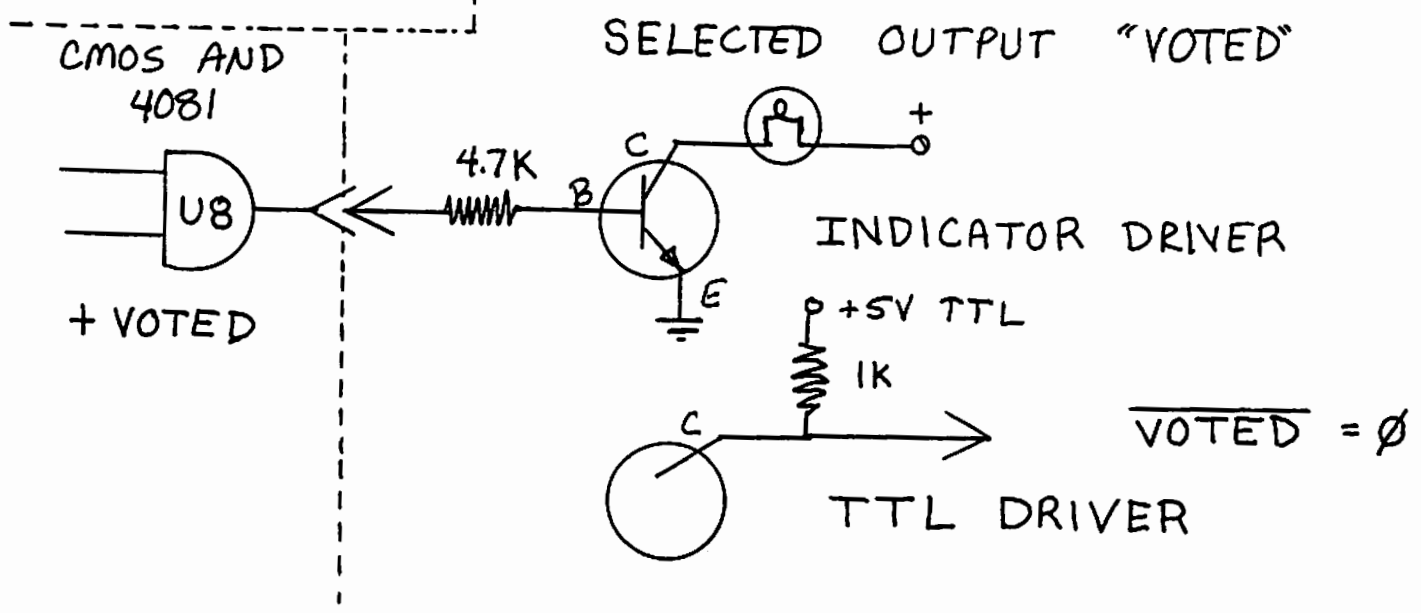 CMOS AND
4081
SELECTED OUTPUT "VOTED"
+
C
4.7K
B
U8
INDICATOR DRIVER
E
+ VOTED
+5V TTL
1K
C
VOTED = Ø
TTL DRIVER